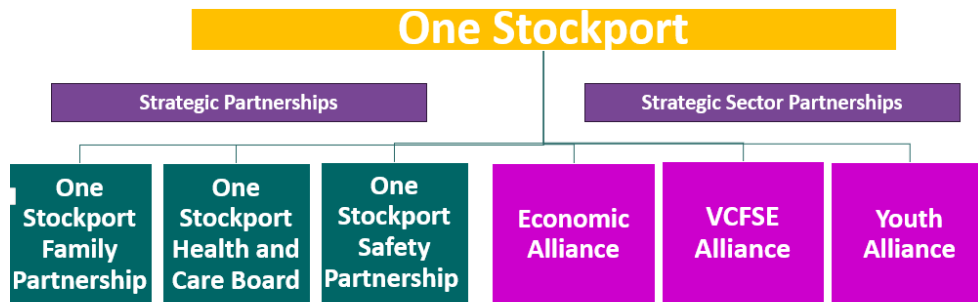 One Stockport
Strategic Partnerships
Strategic Sector Partnerships
One
Stockport
Family
Partnership
One
Stockport
Health and
Care Board
One
Stockport
Safety
Partnership
Economic
Alliance
VCFSE
Alliance
Youth
Alliance